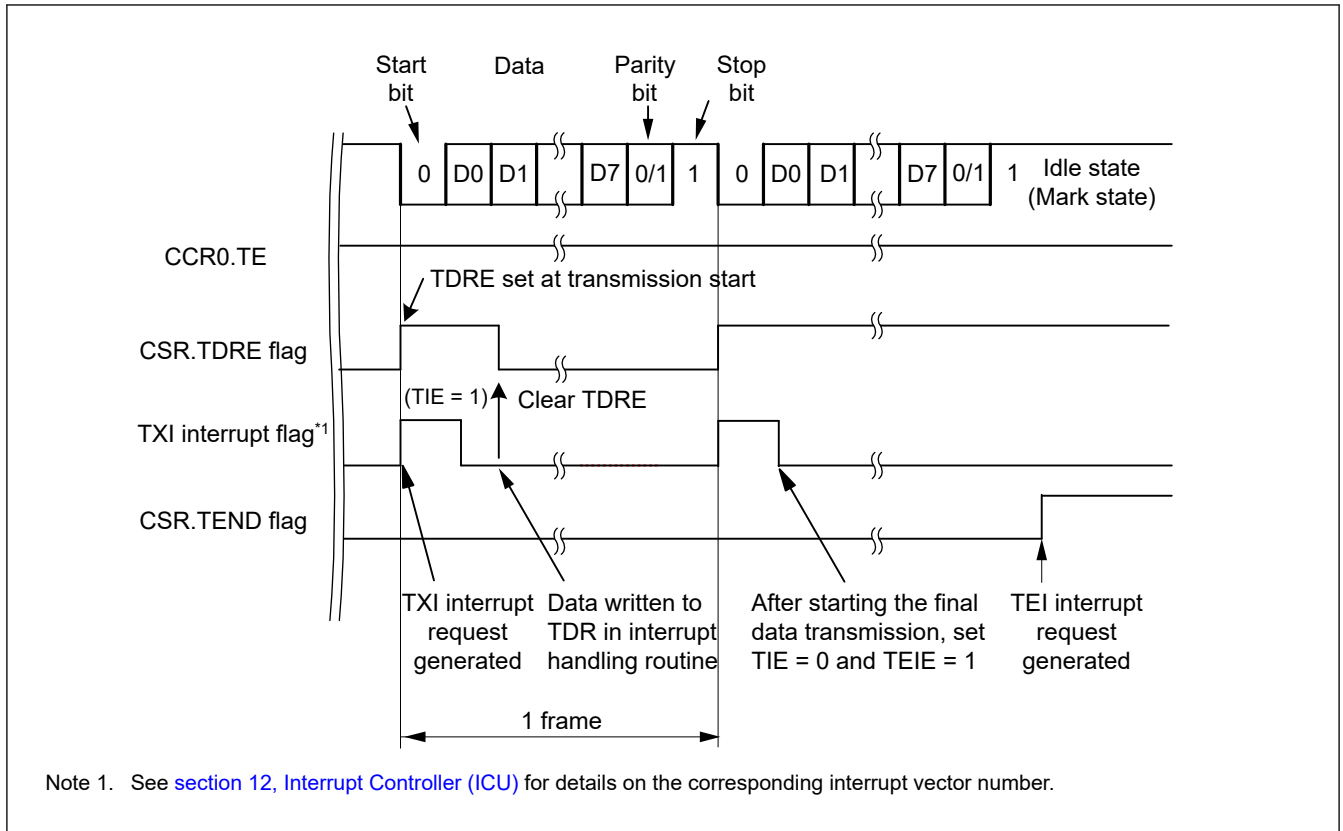 Start
bit
Data
Parity
bit
Stop
bit
0 D0 D1 D7 0/1 1 0 D0 D1 D7 0/1 1 Idle state
(Mark state)
CCR0.TE
TDRE set at transmission start
CSR.TDRE flag
(TIE = 1) Clear TDRE
TXI interrupt flag*1
CSR.TEND flag
TXI interrupt
request
generated
Data written to
TDR in interrupt
handling routine
After starting the final
data transmission, set
TIE = 0 and TEIE = 1
TEI interrupt
request
generated
1 frame
Note 1. See section 12, Interrupt Controller (ICU) for details on the corresponding interrupt vector number.